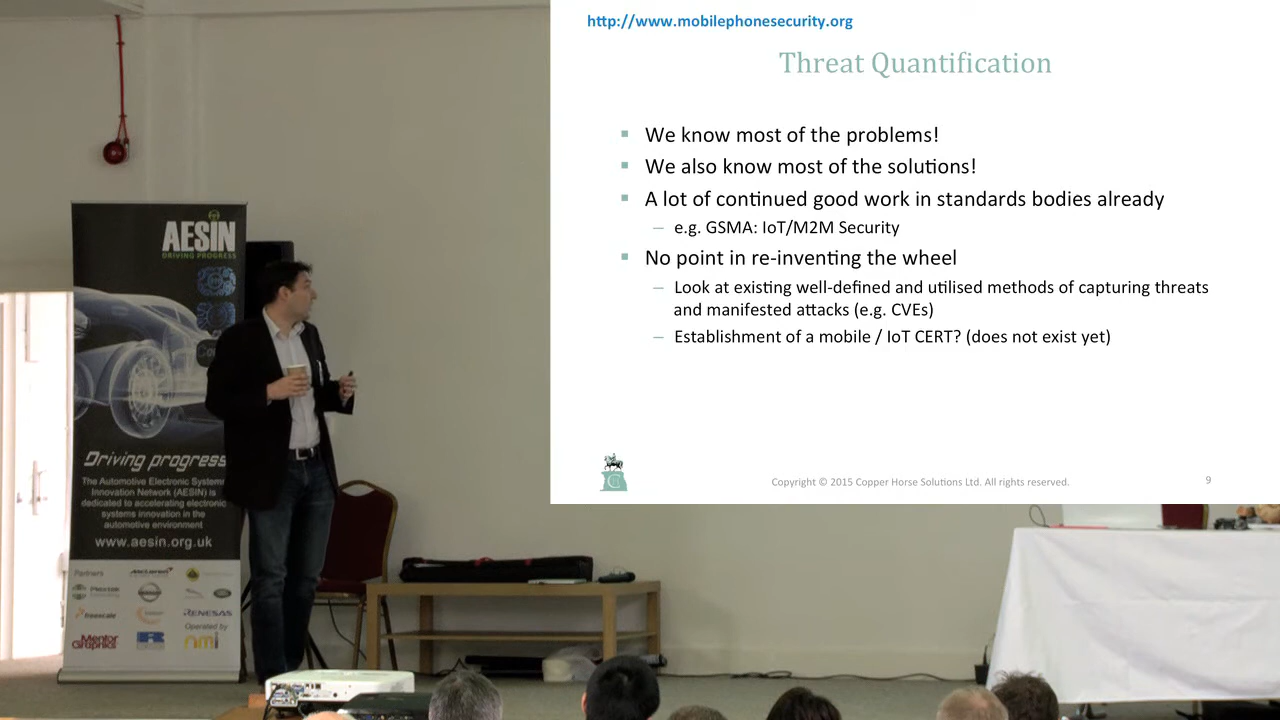 http://www.mobilephonesecurity.org
Threat Quantification
We know most of the problems!
We also know most of the solutions!
A lot of continued good work in standards bodies already
– e.g. GSMA: IoT/M2M Security
No point in re-inventing the wheel
– Look at existing well-defined and utilised methods of capturing threats
and manifested attacks (e.g. CVEs)
– Establishment of a mobile / IoT CERT? (does not exist yet)
Copyright © 2015 Copper Horse Solutions Ltd. All rights reserved.
9
AESIN
DRIVING PROGRESS
Driving progress
The Automotive Electronic Systems
Innovation Network (AESIN) is
dedicated to accelerating electronic
systems innovation in the
automotive environment
www.aesin.org.uk
Partners
McLaren
freescale
RENESAS
Operated by
Mentor
Graphics
nmi